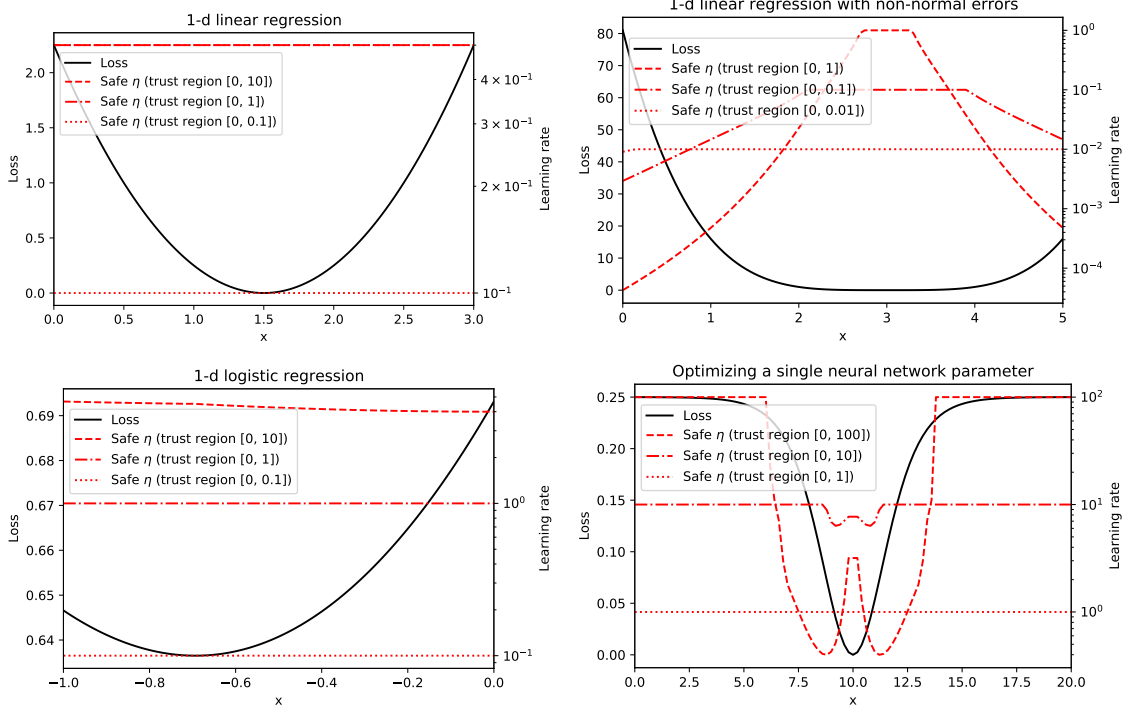 1-d linear regression
Loss
2.0
1.5
1.0
0.5
0.0
Loss
Safe η (trust region [0, 10])
Safe η (trust region [0, 1])
Safe η (trust region [0, 0.1])
4 × 10⁻¹
3 × 10⁻¹
2 × 10⁻¹
10⁻¹
Learning rate
0.0 0.5 1.0 1.5 2.0 2.5 3.0
x
1-d linear regression with non-normal errors
Loss
80
70
60
50
40
30
20
10
0
Loss
Safe η (trust region [0, 1])
Safe η (trust region [0, 0.1])
Safe η (trust region [0, 0.01])
10⁰
10⁻¹
10⁻²
10⁻³
10⁻⁴
Learning rate
0 1 2 3 4 5
x
1-d logistic regression
Loss
0.69
0.68
0.67
0.66
0.65
0.64
Loss
Safe η (trust region [0, 10])
Safe η (trust region [0, 1])
Safe η (trust region [0, 0.1])
10⁰
10⁻¹
Learning rate
−1.0 −0.8 −0.6 −0.4 −0.2 0.0
x
Optimizing a single neural network parameter
Loss
0.25
0.20
0.15
0.10
0.05
0.00
Loss
Safe η (trust region [0, 100])
Safe η (trust region [0, 10])
Safe η (trust region [0, 1])
10²
10¹
10⁰
Learning rate
0.0 2.5 5.0 7.5 10.0 12.5 15.0 17.5 20.0
x